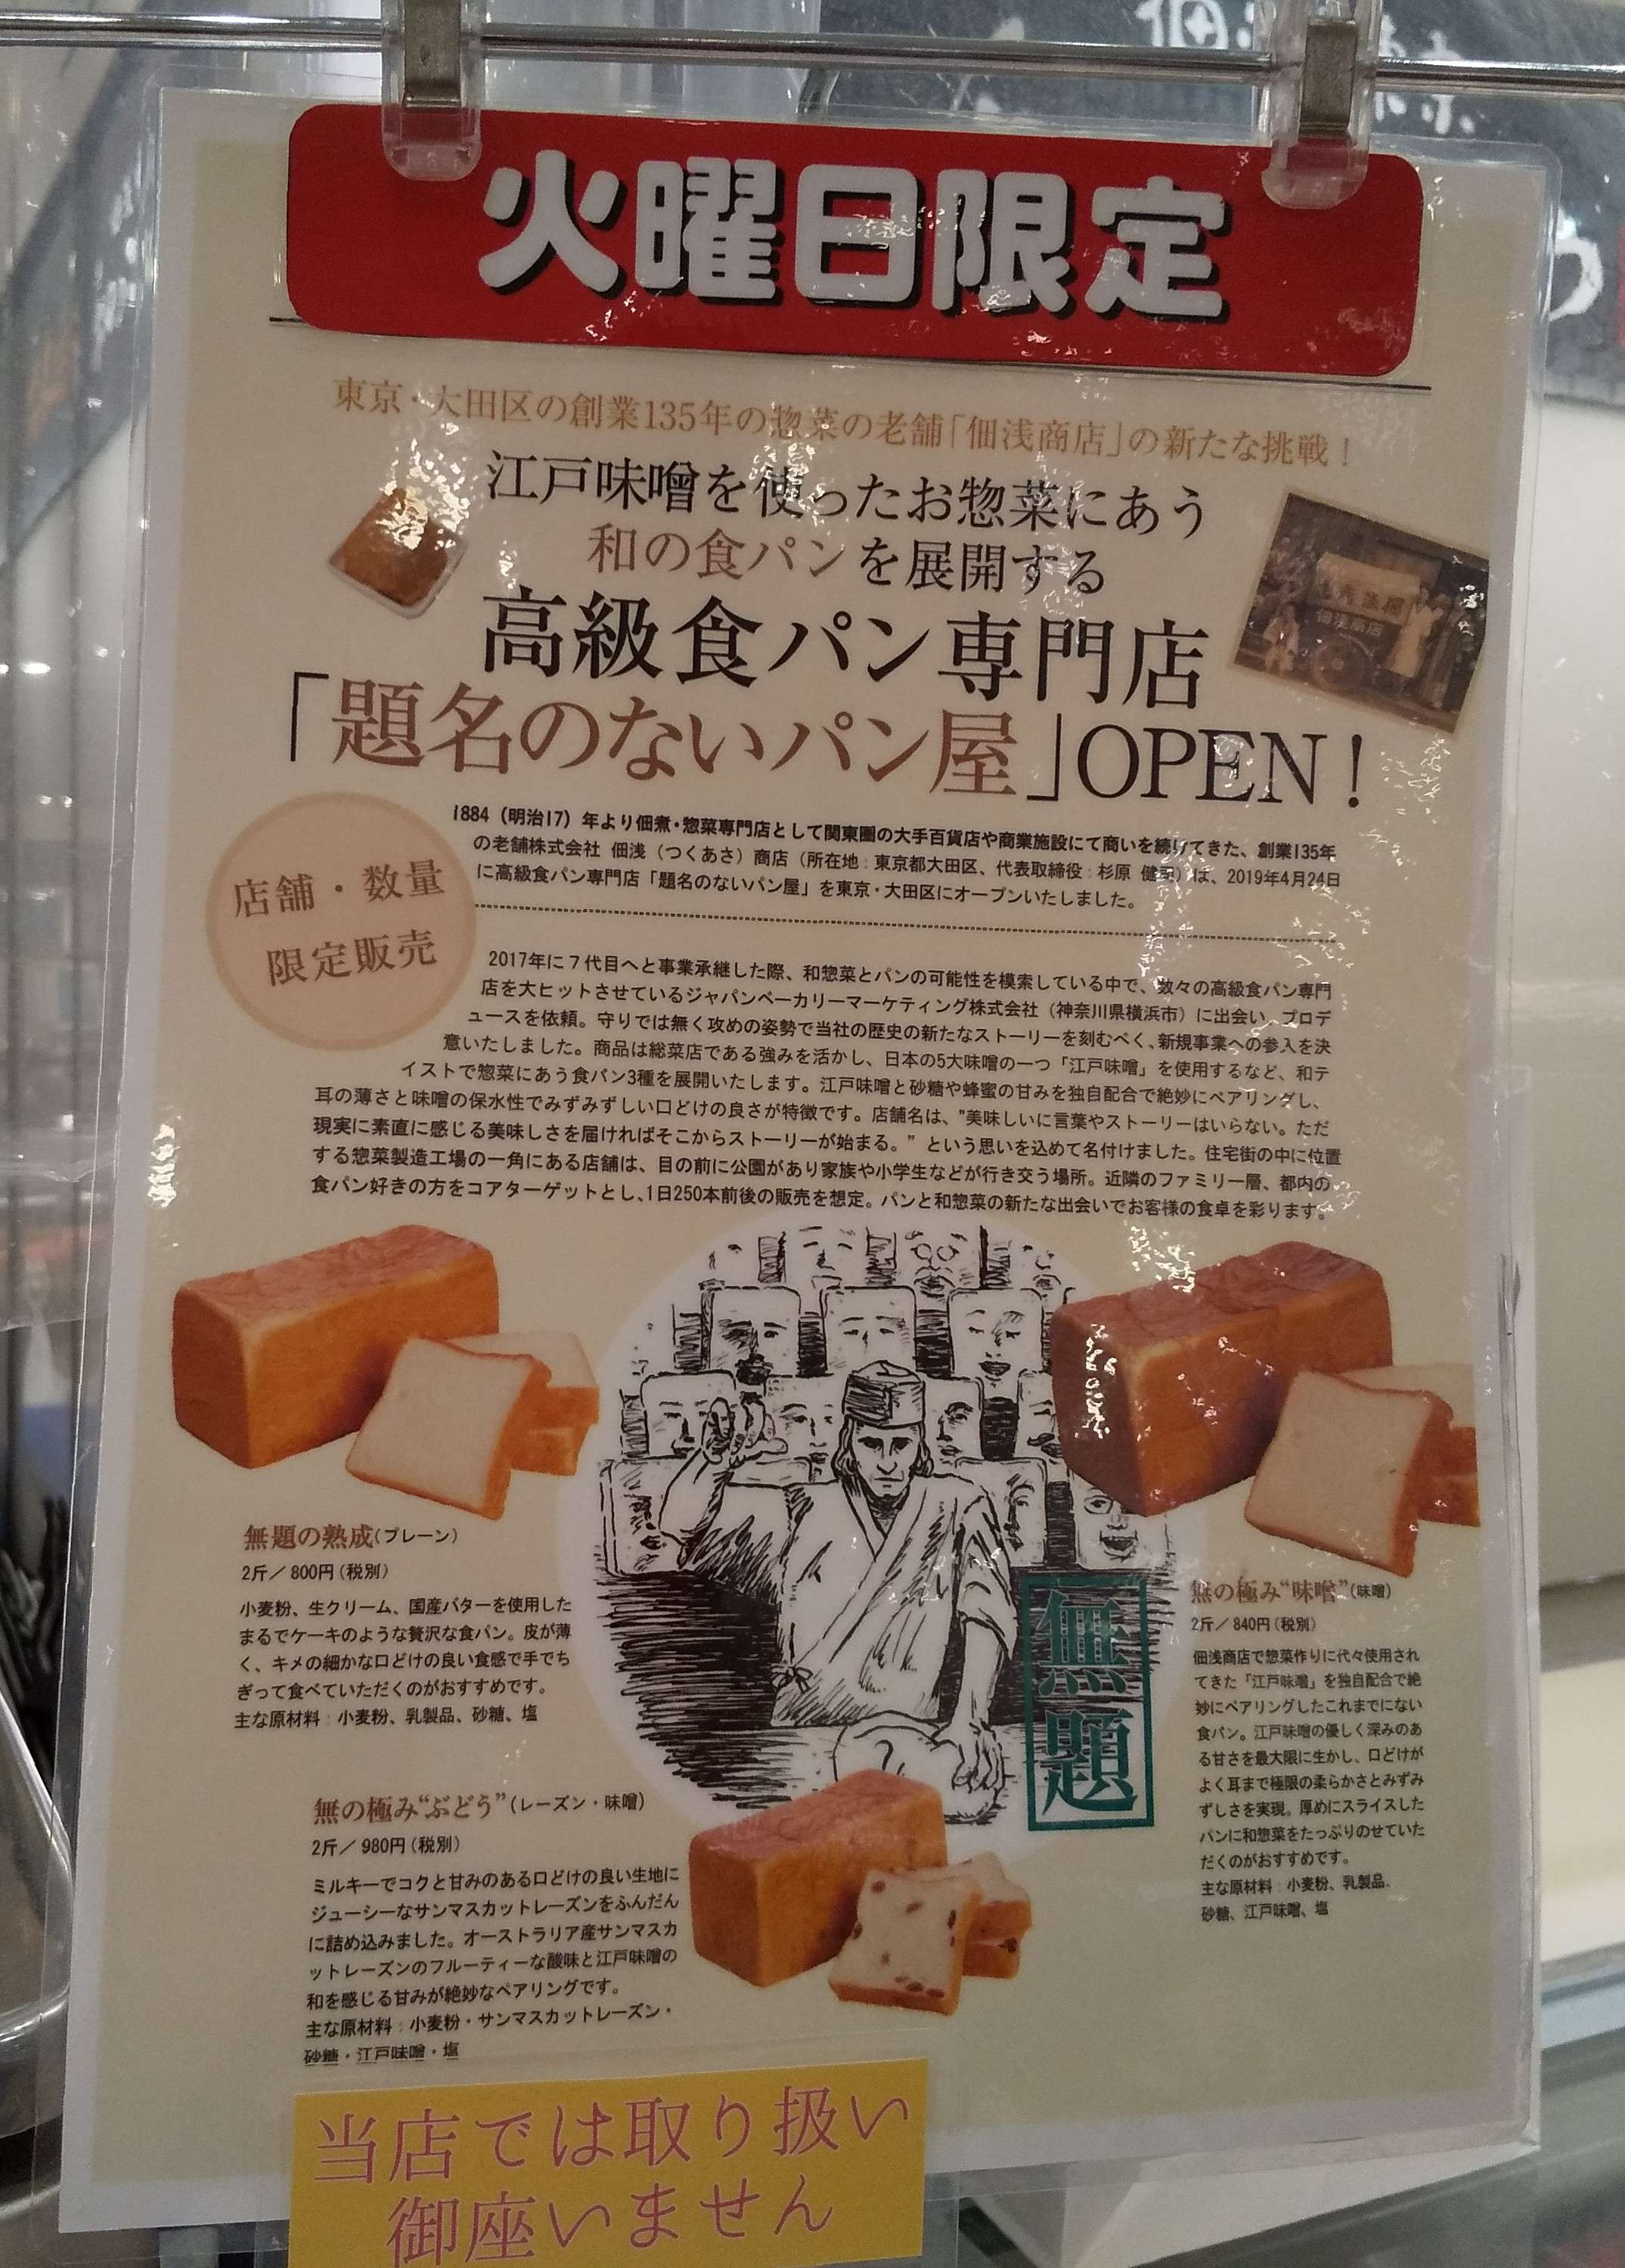 火曜日限定
東京・大田区の創業135年の惣菜の老舗「佃浅商店」の新たな挑戦！
江戸味噌を使ったお惣菜にあう
和の食パンを展開する
高級食パン専門店
「題名のないパン屋」OPEN！
店舗・数量
限定販売
1884（明治17）年より佃煮・惣菜専門店として関東圏の大手百貨店や商業施設にて商いを続けてきた、創業135年
の老舗株式会社 佃浅（つくあさ）商店（所在地：東京都大田区、代表取締役：杉原 健司）は、2019年4月24日
に高級食パン専門店「題名のないパン屋」を東京・大田区にオープンいたしました。
2017年に７代目へと事業承継した際、和惣菜とパンの可能性を模索している中で、数々の高級食パン専門
店を大ヒットさせているジャパンベーカリーマーケティング株式会社（神奈川県横浜市）に出会い、プロデ
ュースを依頼。守りでは無く攻めの姿勢で当社の歴史の新たなストーリーを刻むべく、新規事業への参入を決
意いたしました。商品は総菜店である強みを活かし、日本の5大味噌の一つ「江戸味噌」を使用するなど、和テ
イストで惣菜にあう食パン3種を展開いたします。江戸味噌と砂糖や蜂蜜の甘みを独自配合で絶妙にペアリングし、
耳の薄さと味噌の保水性でみずみずしい口どけの良さが特徴です。店舗名は、"美味しいに言葉やストーリーはいらない。ただ
現実に素直に感じる美味しさを届ければそこからストーリーが始まる。" という思いを込めて名付けました。住宅街の中に位置
する惣菜製造工場の一角にある店舗は、目の前に公園があり家族や小学生などが行き交う場所。近隣のファミリー層、都内の
食パン好きの方をコアターゲットとし、1日250本前後の販売を想定。パンと和惣菜の新たな出会いでお客様の食卓を彩ります。
無題の熟成（プレーン）
2斤／800円（税別）
小麦粉、生クリーム、国産バターを使用した
まるでケーキのような贅沢な食パン。皮が薄
く、キメの細かな口どけの良い食感で手でち
ぎって食べていただくのがおすすめです。
主な原材料：小麦粉、乳製品、砂糖、塩
無題
無の極み“味噌”（味噌）
2斤／840円（税別）
佃浅商店で惣菜作りに代々使用され
てきた「江戸味噌」を独自配合で絶
妙にペアリングしたこれまでにない
食パン。江戸味噌の優しく深みのあ
る甘さを最大限に生かし、口どけが
よく耳まで極限の柔らかさとみずみ
ずしさを実現。厚めにスライスした
パンに和惣菜をたっぷりのせていた
だくのがおすすめです。
主な原材料：小麦粉、乳製品、
砂糖、江戸味噌、塩
無の極み“ぶどう”（レーズン・味噌）
2斤／980円（税別）
ミルキーでコクと甘みのある口どけの良い生地に
ジューシーなサンマスカットレーズンをふんだん
に詰め込みました。オーストラリア産サンマスカ
ットレーズンのフルーティーな酸味と江戸味噌の
和を感じる甘みが絶妙なペアリングです。
主な原材料：小麦粉・サンマスカットレーズン・
砂糖・江戸味噌・塩
当店では取り扱い
御座いません